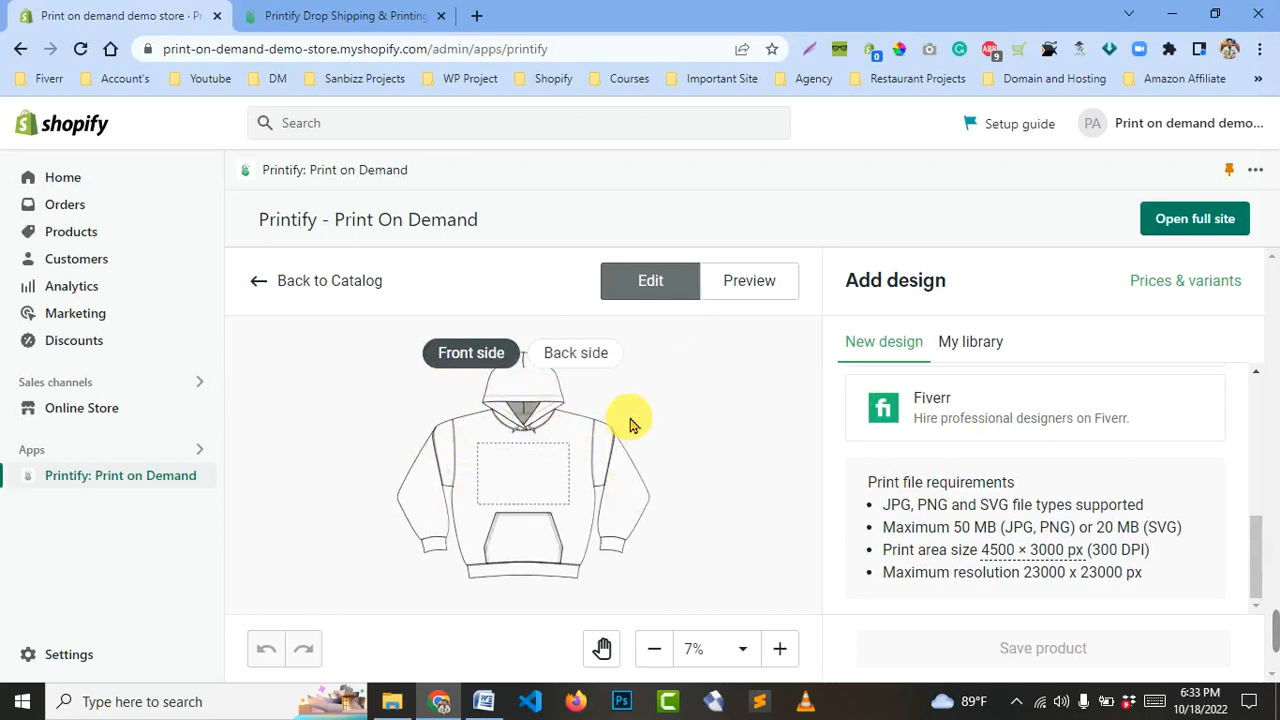 Print on demand demo store · Pr
Printify Drop Shipping & Printing
print-on-demand-demo-store.myshopify.com/admin/apps/printify
0
ABP
9
Fiverr
Account's
Youtube
DM
Sanbizz Projects
WP Project
Shopify
Courses
Important Site
Agency
Restaurant Projects
Domain and Hosting
Amazon Affiliate
»
shopify
Search
Setup guide
PA
Print on demand demo...
Home
Orders
Products
Customers
Analytics
Marketing
Discounts
Sales channels
Online Store
Apps
Printify: Print on Demand
Settings
Printify: Print on Demand
Printify - Print On Demand
Open full site
Back to Catalog
Edit
Preview
Front side
Back side
7%
Add design
Prices & variants
New design
My library
fi
Fiverr
Hire professional designers on Fiverr.
Print file requirements
• JPG, PNG and SVG file types supported
• Maximum 50 MB (JPG, PNG) or 20 MB (SVG)
• Print area size 4500 × 3000 px (300 DPI)
• Maximum resolution 23000 x 23000 px
Save product
Type here to search
Ps
89°F
6:33 PM
10/18/2022